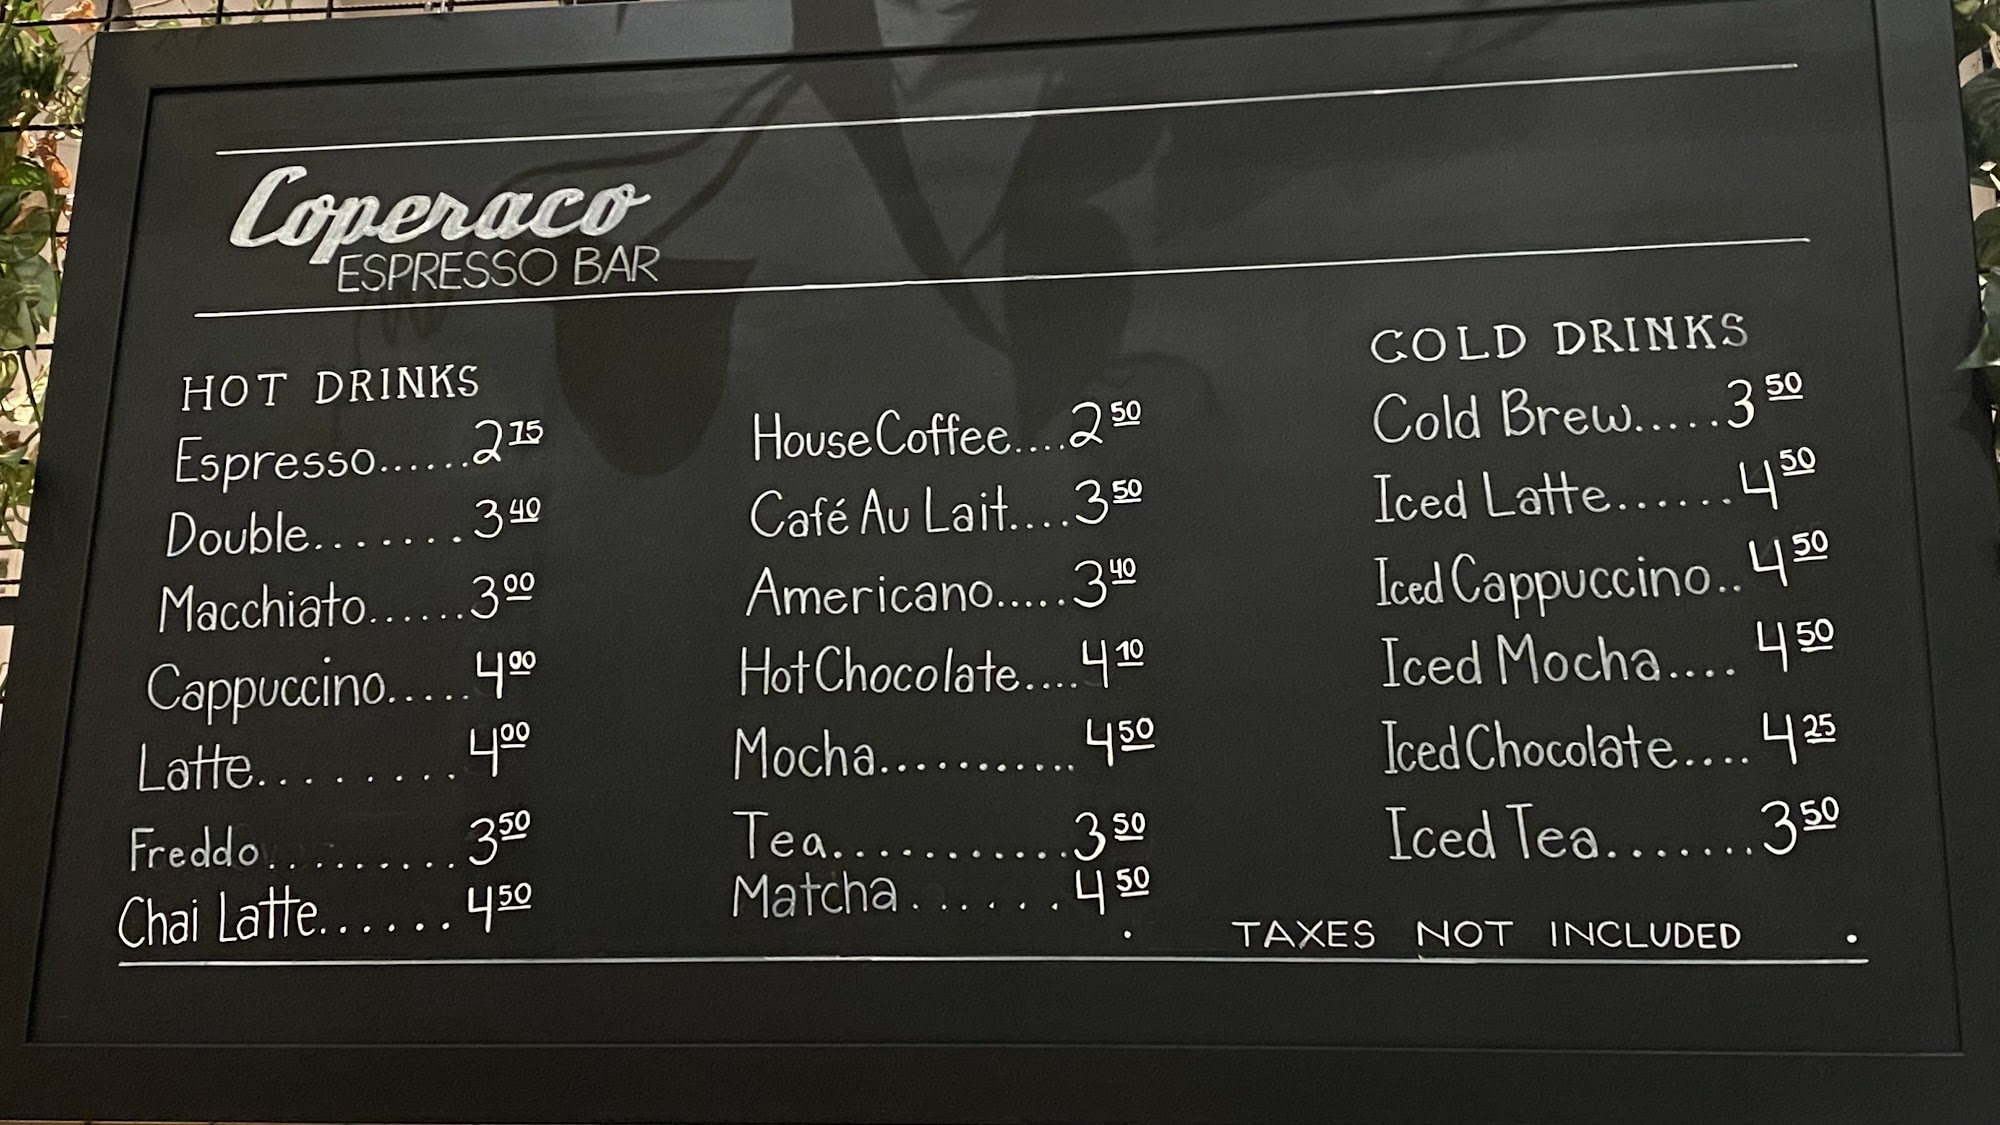 Coperaco
ESPRESSO BAR
HOT DRINKS
Espresso......2 75
Double.......3 40
Macchiato......3 00
Cappuccino.....4 00
Latte.........4 00
Freddo.........3 50
Chai Latte......4 50
House Coffee....2 50
Café Au Lait....3 50
Americano.....3 40
Hot Chocolate....4 10
Mocha...........4 50
Tea............3 50
Matcha.......4 50
COLD DRINKS
Cold Brew.....3 50
Iced Latte......4 50
Iced Cappuccino..4 50
Iced Mocha....4 50
Iced Chocolate....4 25
Iced Tea.......3 50
TAXES NOT INCLUDED